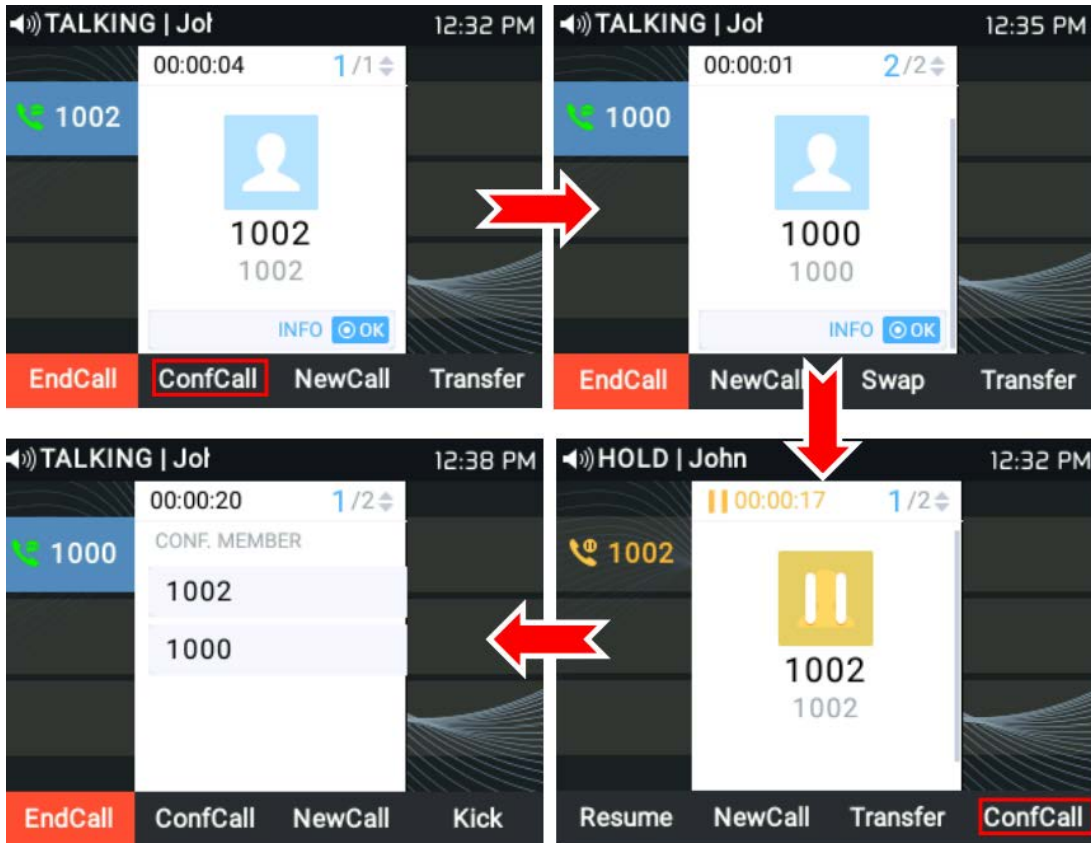 TALKING | Joh
12:32 PM
00:00:04
1/1
1002
1002
1002
INFO OK
EndCall ConfCall NewCall Transfer
TALKING | Joh
12:35 PM
00:00:01
2/2
1000
1000
1000
INFO OK
EndCall NewCall Swap Transfer
HOLD | John
12:32 PM
00:00:17
1/2
1002
1002
1002
Resume NewCall Transfer ConfCall
TALKING | Joh
12:38 PM
00:00:20
1/2
1000
CONF. MEMBER
1002
1000
EndCall ConfCall NewCall Kick